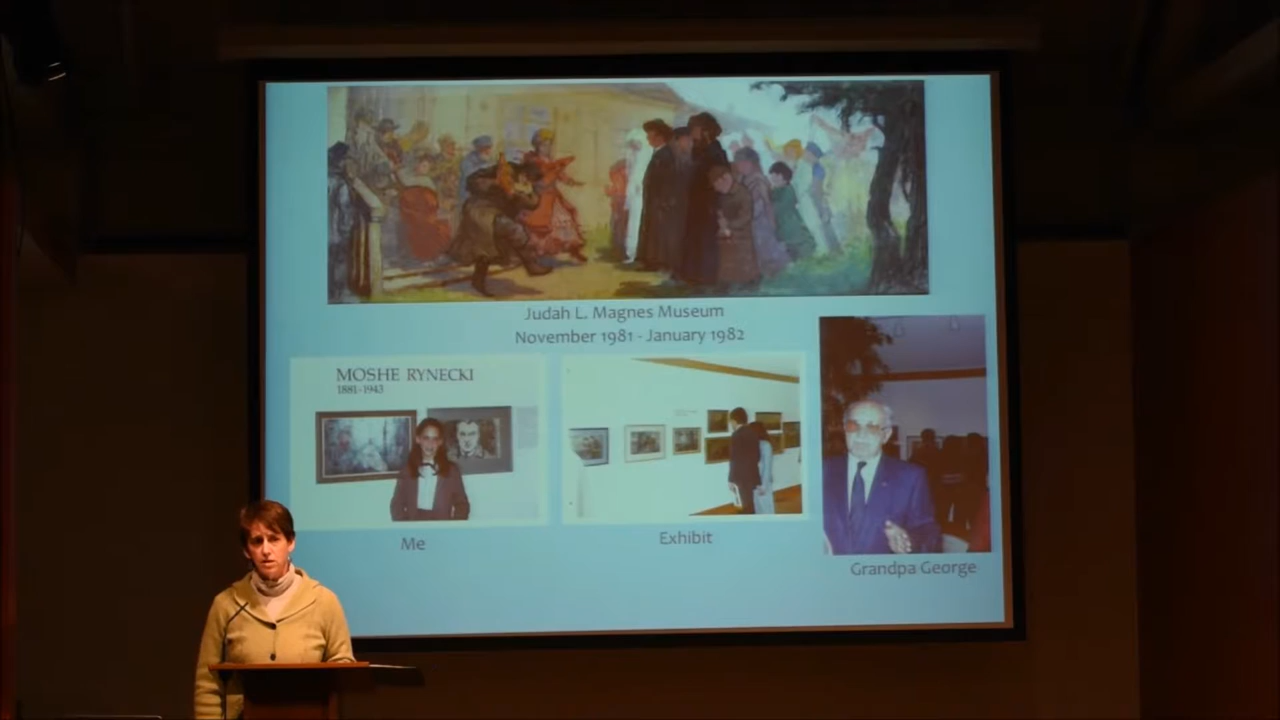 Judah L. Magnes Museum
November 1981 - January 1982
MOSHE RYNECKI
1881-1943
Me
Exhibit
Grandpa George